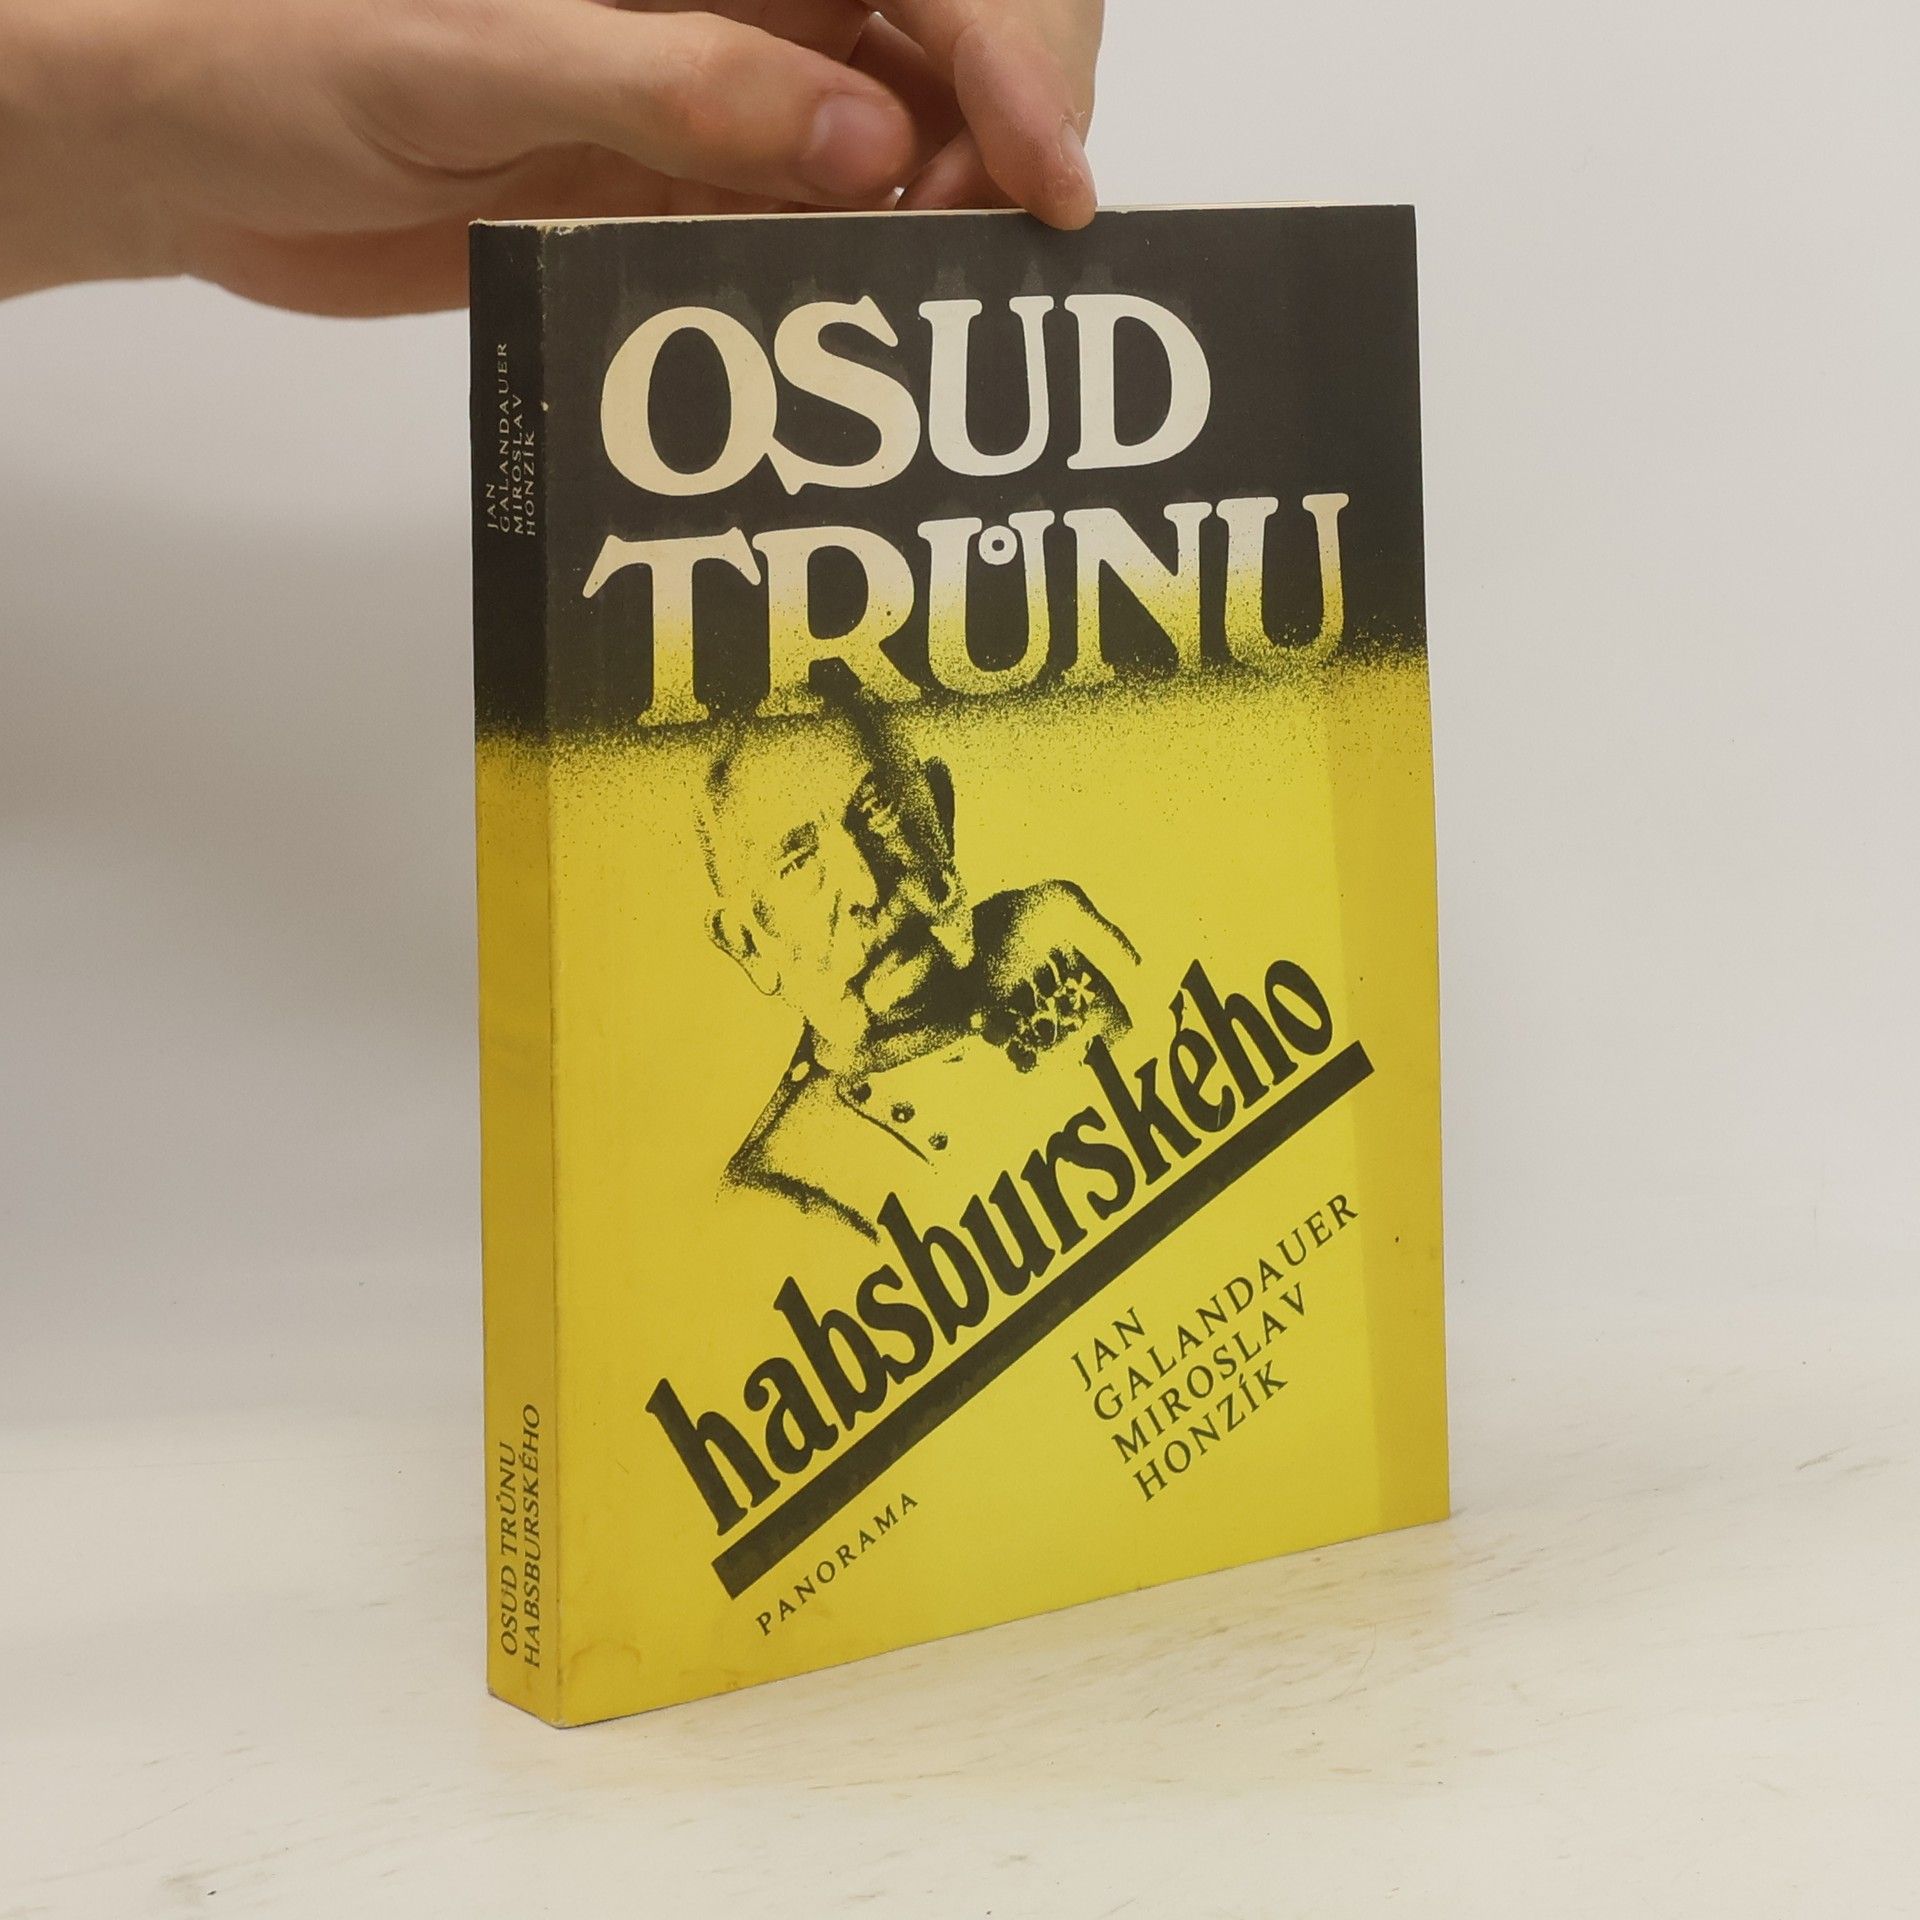 OSUD
TRŮNU
habsburského
JAN
GALANDAUER
MIROSLAV
HONZÍK
PANORAMA
JAN
GALANDAUER
MIROSLAV
HONZÍK
OSUD TRŮNU
HABSBURSKÉHO